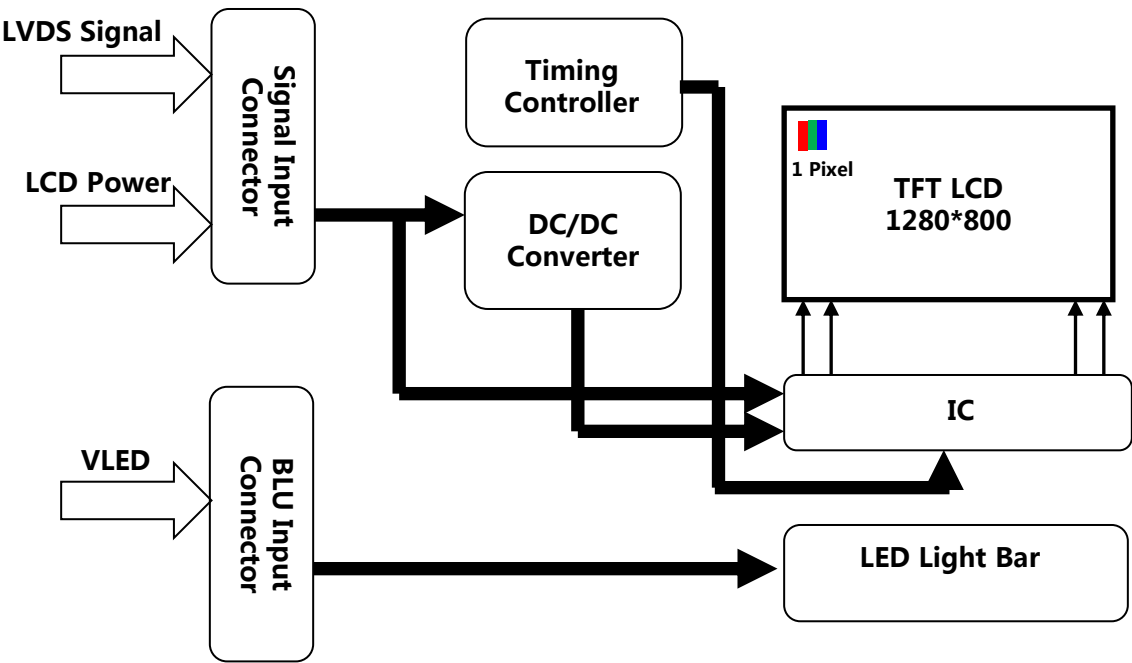 LVDS Signal
LCD Power
Signal Input
Connector
Timing
Controller
DC/DC
Converter
1 Pixel
TFT LCD
1280*800
IC
VLED
BLU Input
Connector
LED Light Bar